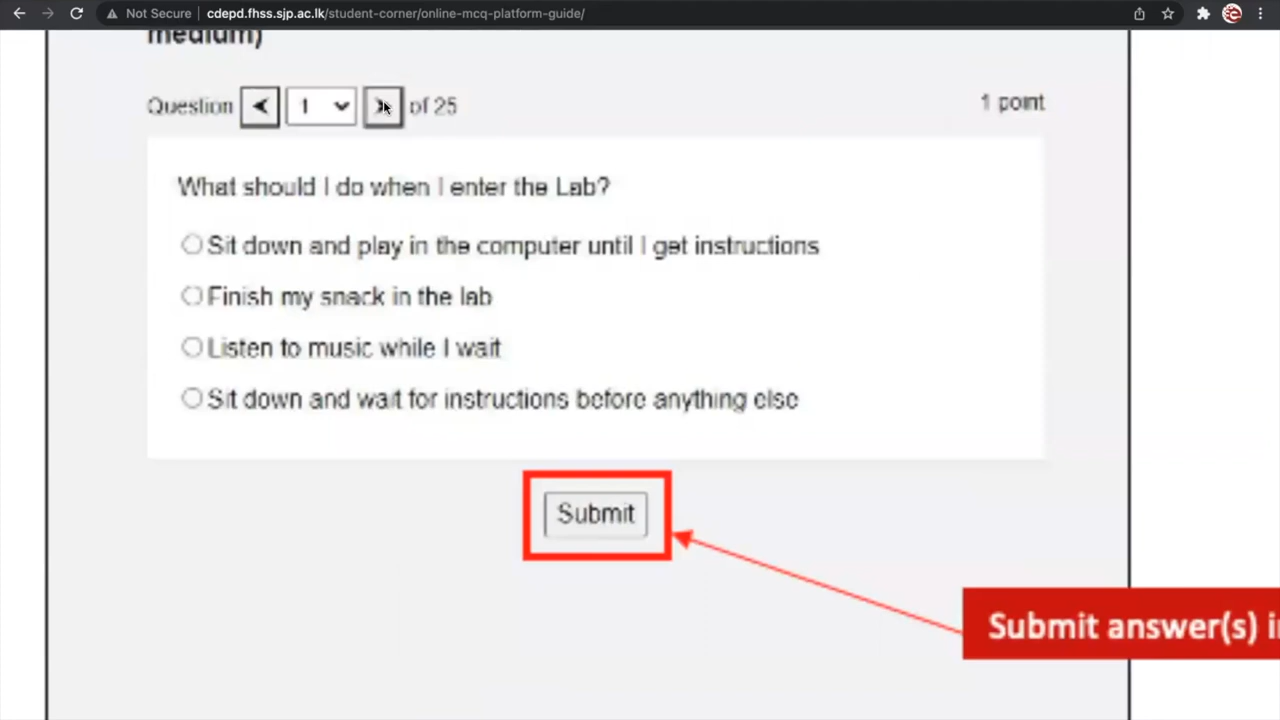 Not Secure cdepd.fhss.sjp.ac.lk/student-corner/online-mcq-platform-guide/
medium)
Question 1 of 25 1 point
What should I do when I enter the Lab?
Sit down and play in the computer until I get instructions
Finish my snack in the lab
Listen to music while I wait
Sit down and wait for instructions before anything else
Submit
Submit answer(s)